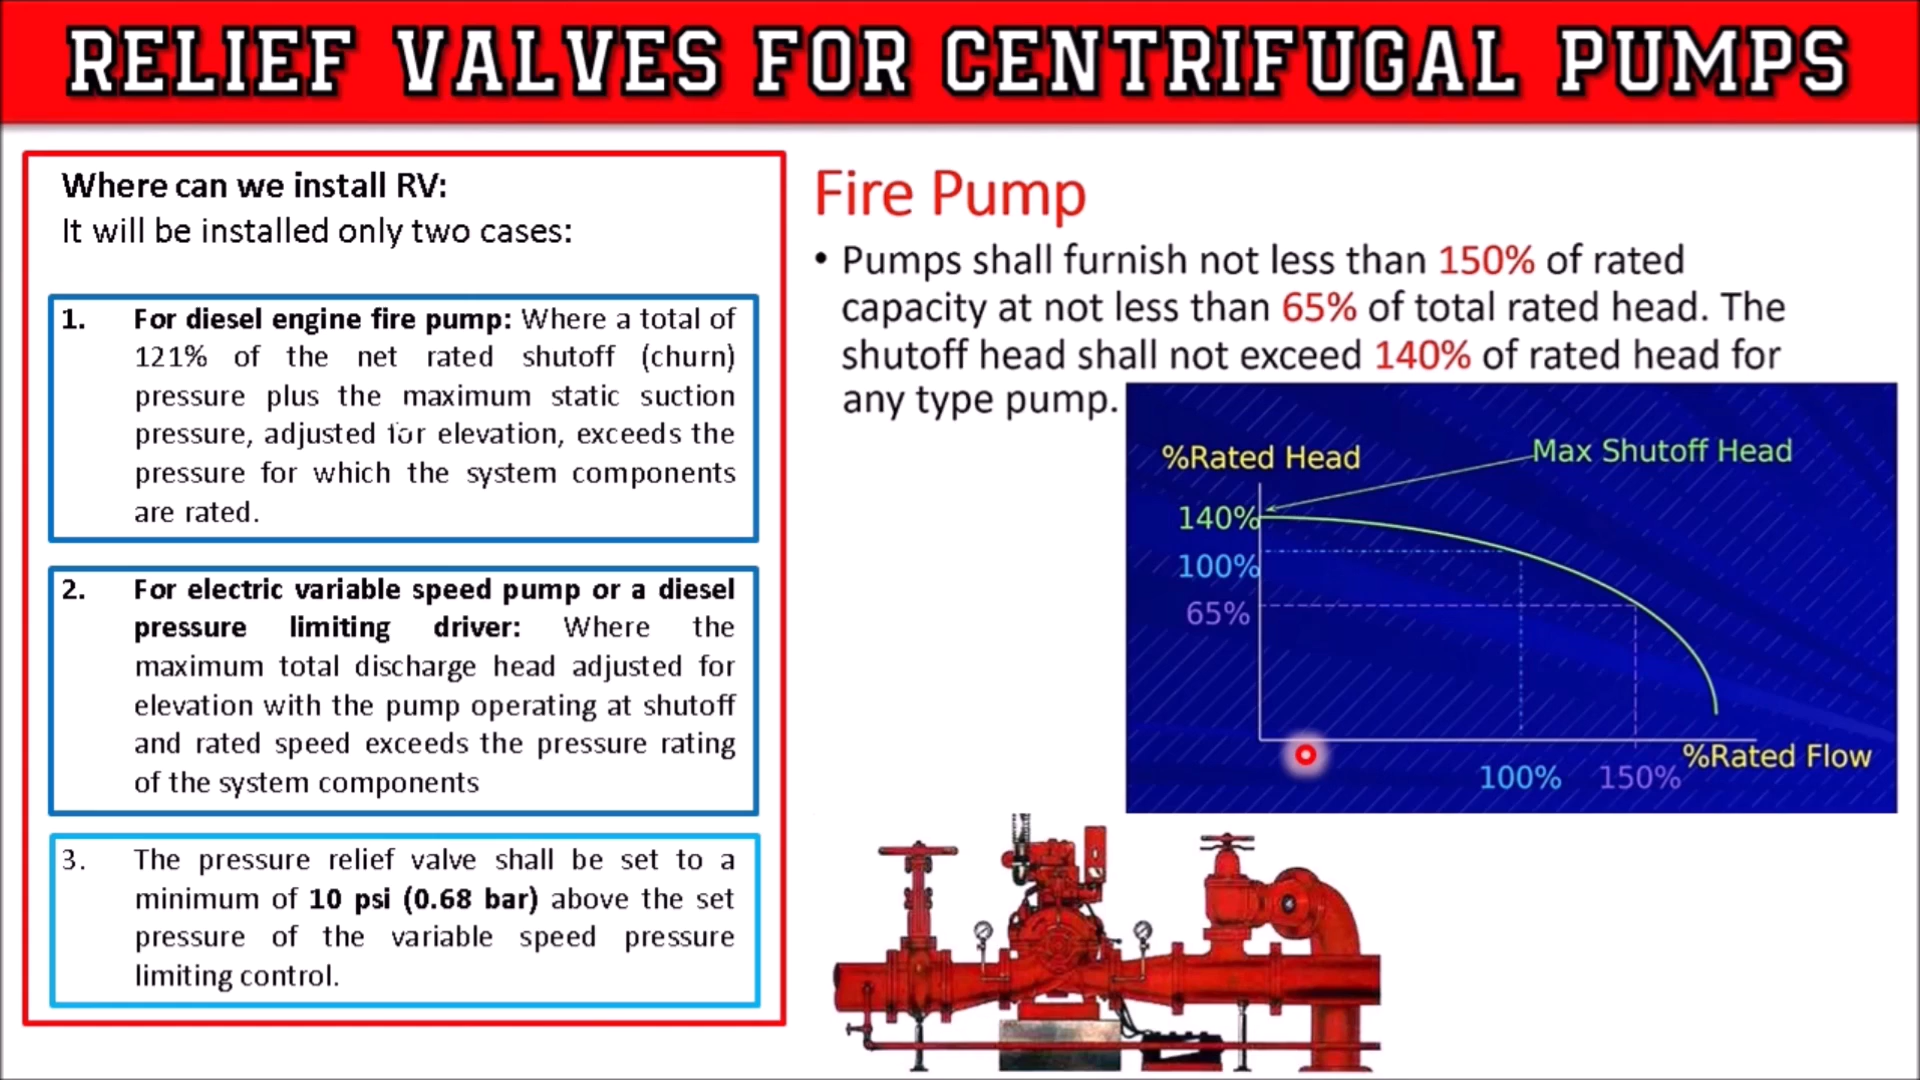 RELIEF VALVES FOR CENTRIFUGAL PUMPS
Where can we install RV:
It will be installed only two cases:
1. For diesel engine fire pump: Where a total of
121% of the net rated shutoff (churn)
pressure plus the maximum static suction
pressure, adjusted for elevation, exceeds the
pressure for which the system components
are rated.
2. For electric variable speed pump or a diesel
pressure limiting driver: Where the
maximum total discharge head adjusted for
elevation with the pump operating at shutoff
and rated speed exceeds the pressure rating
of the system components
3. The pressure relief valve shall be set to a
minimum of 10 psi (0.68 bar) above the set
pressure of the variable speed pressure
limiting control.
Fire Pump
• Pumps shall furnish not less than 150% of rated
capacity at not less than 65% of total rated head. The
shutoff head shall not exceed 140% of rated head for
any type pump.
%Rated Head
Max Shutoff Head
140%
100%
65%
%Rated Flow
100% 150%